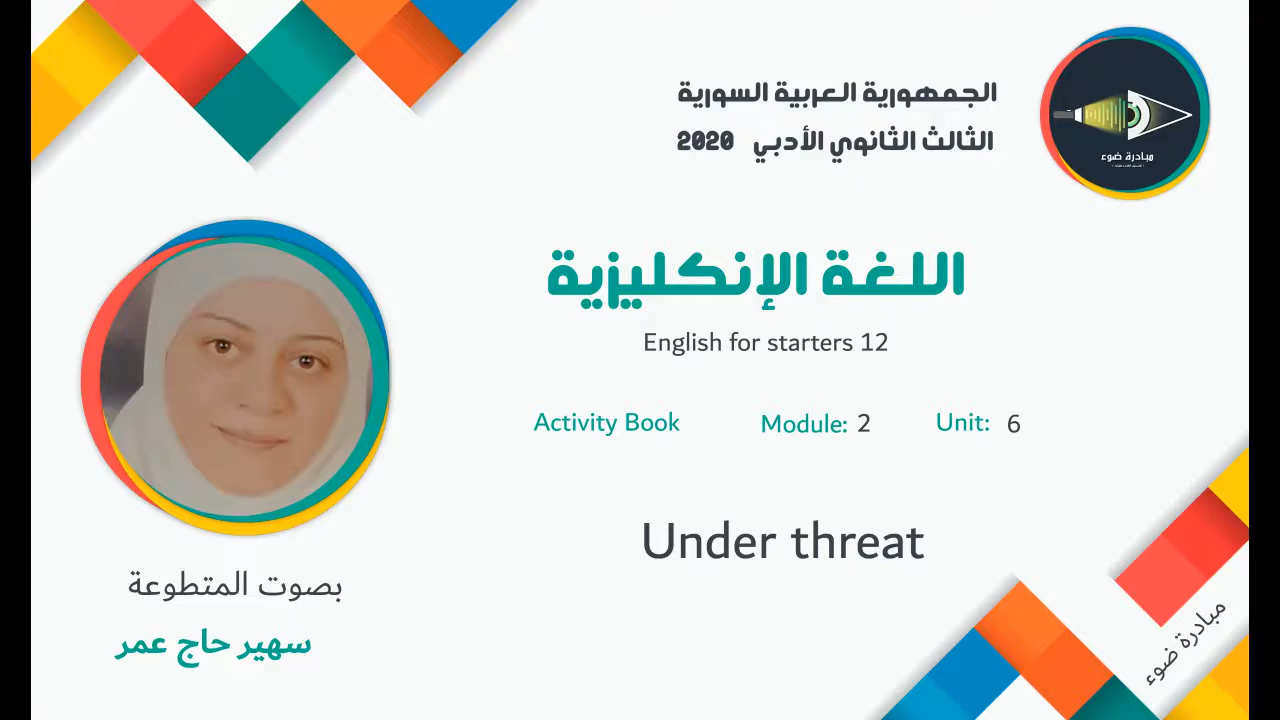 الجمهورية العربية السورية
الثالث الثانوي الأدبي 2020
مبادرة ضوء
اللغة الإنكليزية
English for starters 12
Activity Book Module: 2 Unit: 6
Under threat
بصوت المتطوعة
سهير حاج عمر
مبادرة ضوء